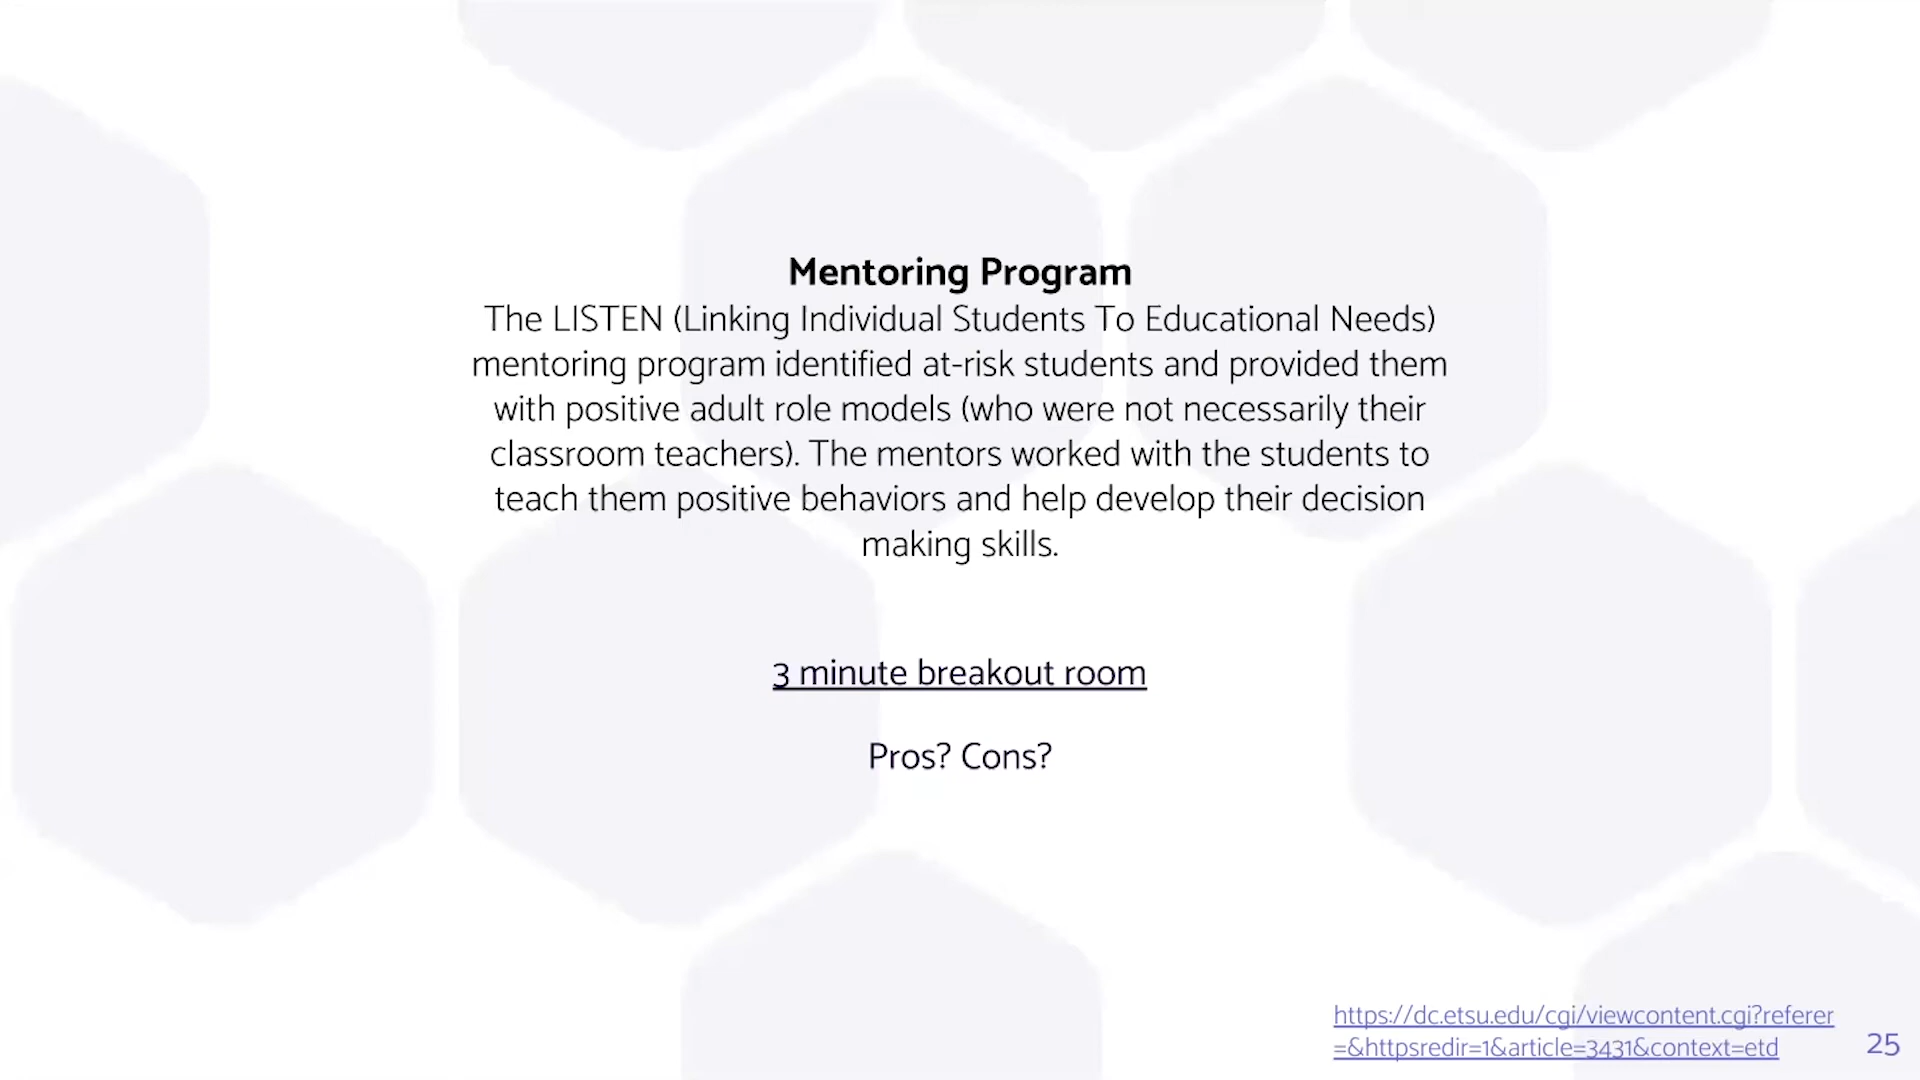 Mentoring Program
The LISTEN (Linking Individual Students To Educational Needs)
mentoring program identified at-risk students and provided them
with positive adult role models (who were not necessarily their
classroom teachers). The mentors worked with the students to
teach them positive behaviors and help develop their decision
making skills.
3 minute breakout room
Pros? Cons?
https://dc.etsu.edu/cgi/viewcontent.cgi?referer
=&httpsredir=1&article=3431&context=etd
25